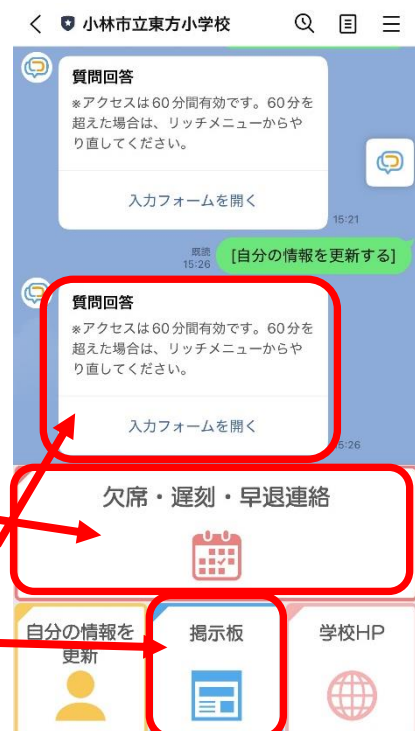 小林市立東方小学校
質問回答
※アクセスは60分間有効です。60分を
超えた場合は、リッチメニューからや
り直してください。
入力フォームを開く
15:21
既読
15:26
[自分の情報を更新する]
質問回答
※アクセスは60分間有効です。60分を
超えた場合は、リッチメニューからや
り直してください。
入力フォームを開く
15:26
欠席・遅刻・早退連絡
自分の情報を
更新
掲示板
学校HP